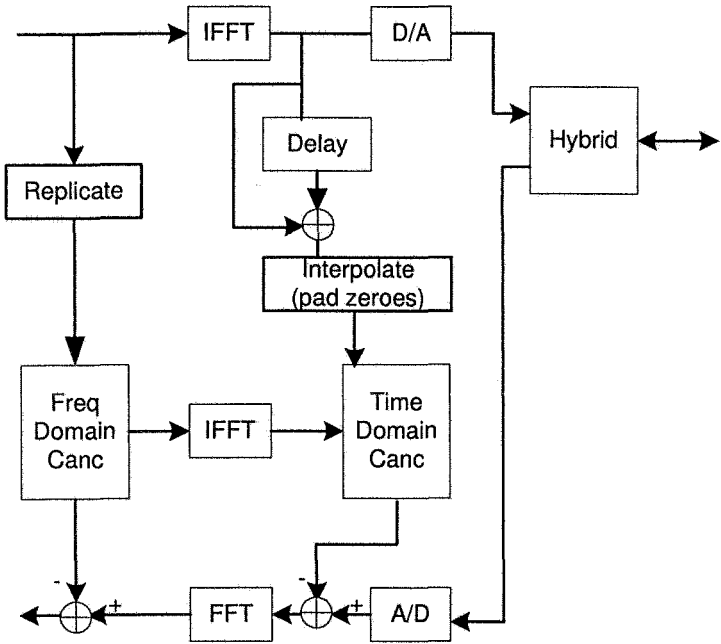 IFFT
D/A
Hybrid
Delay
Replicate
Interpolate
(pad zeroes)
Freq
Domain
Canc
IFFT
Time
Domain
Canc
-
+
FFT
-
+
A/D